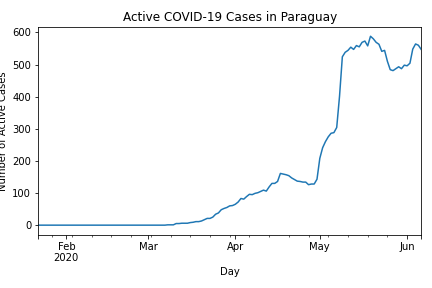 Active COVID-19 Cases in Paraguay
Number of Active Cases
600
500
400
300
200
100
0
Feb
2020
Mar
Apr
May
Jun
Day